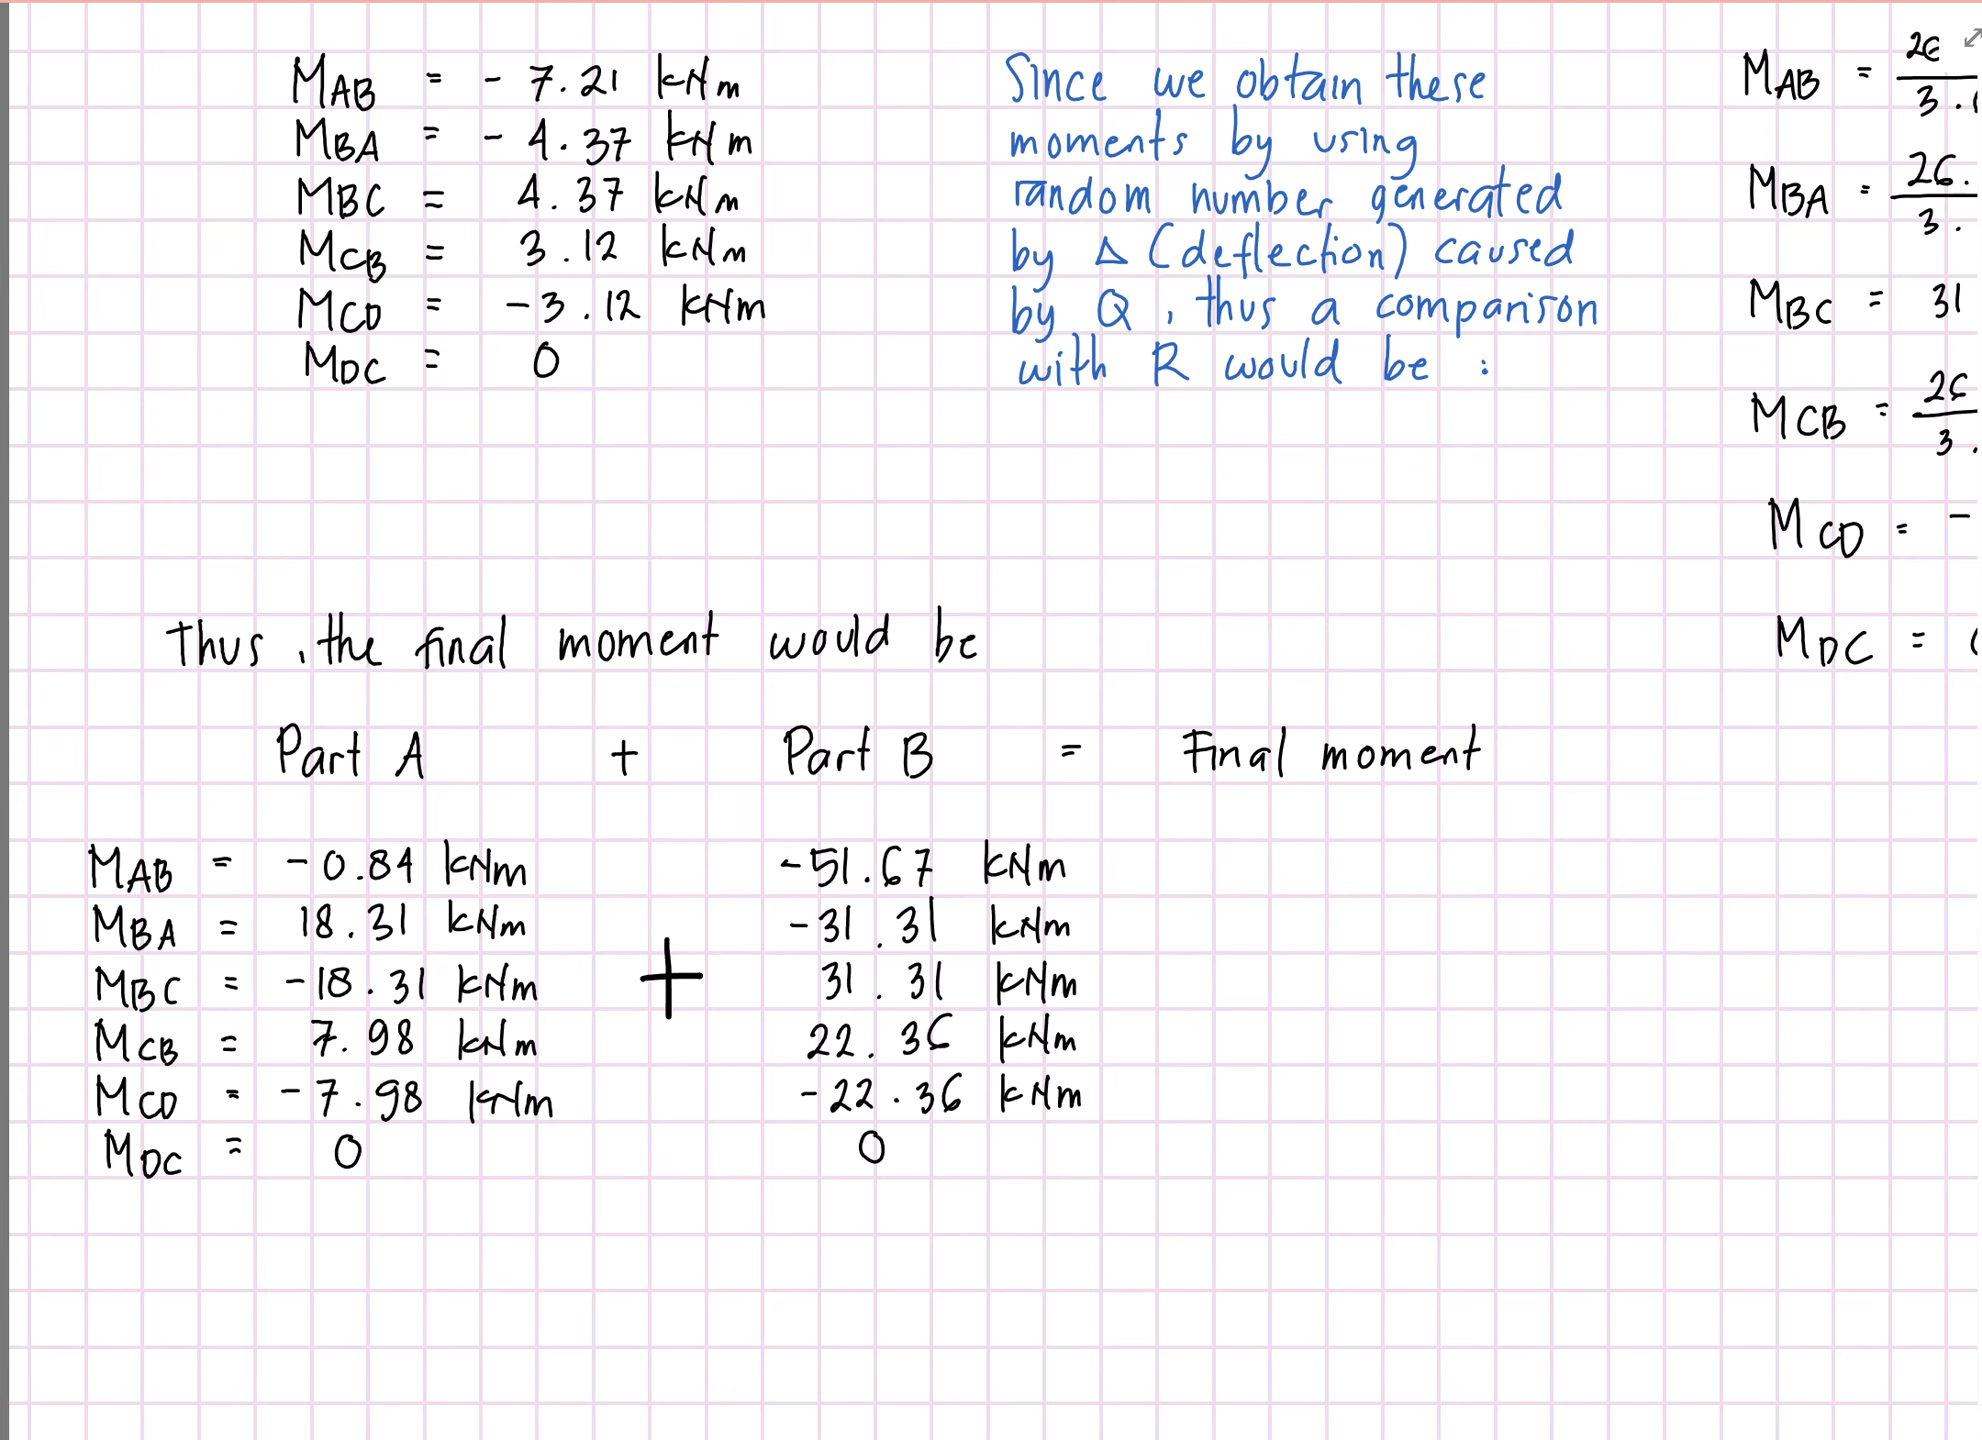 MAB = - 7.21 kNm
MBA = - 4.37 kNm
MBC = 4.37 kNm
MCB = 3.12 kNm
MCD = -3.12 kNm
MDC = 0
Since we obtain these
moments by using
random number generated
by Δ (deflection) caused
by Q, thus a comparison
with R would be :
MAB =
3.
MBA = 26.
3.
MBC = 31
MCB =
3.
MCD = -
MDC =
Thus, the final moment would be
Part A + Part B = Final moment
MAB = -0.84 kNm -51.67 kNm
MBA = 18.31 kNm -31.31 kNm
MBC = -18.31 kNm + 31.31 kNm
MCB = 7.98 kNm 22.36 kNm
MCD = -7.98 kNm -22.36 kNm
MDC = 0 0